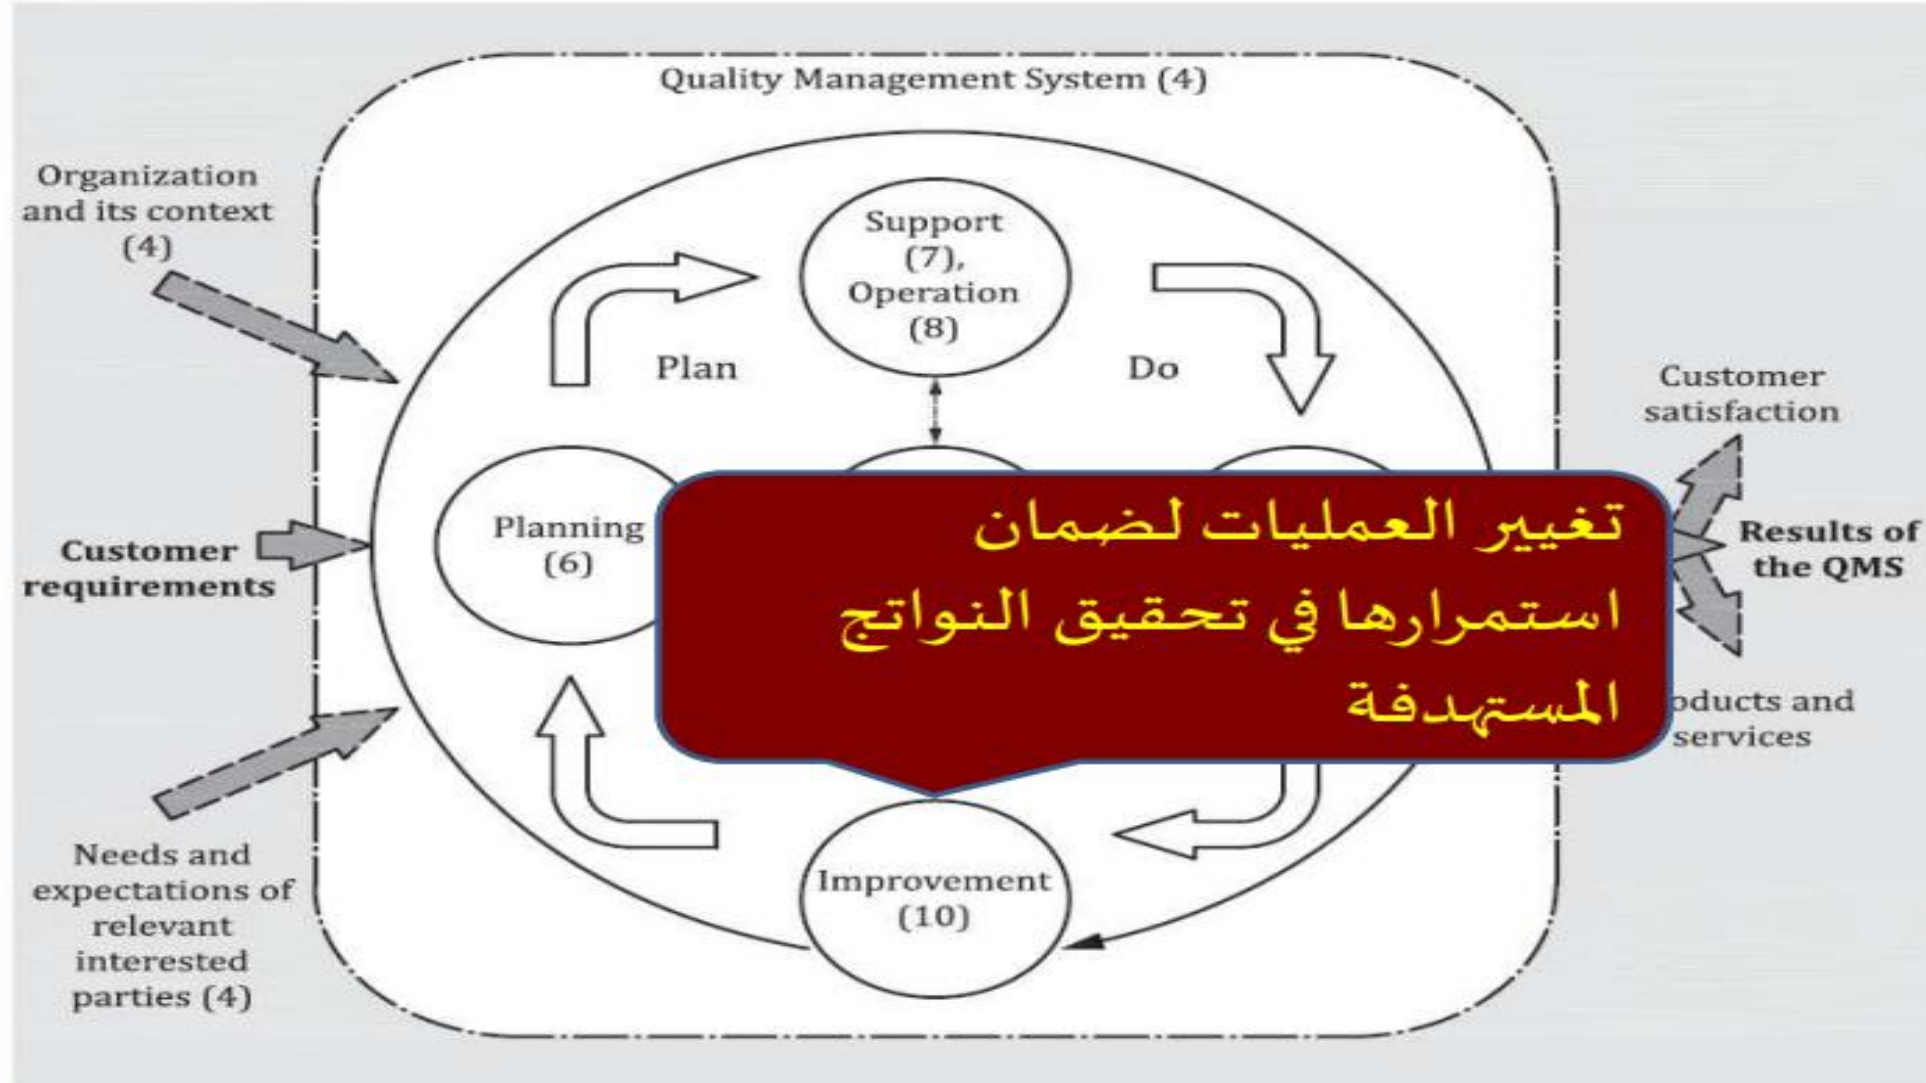 Quality Management System (4)
Organization
and its context
(4)
Support
(7),
Operation
(8)
Plan
Do
Customer
satisfaction
Planning
(6)
Customer
requirements
تغيير العمليات لضمان
استمرارها في تحقيق النواتج
المستهدفة
Results of
the QMS
oducts and
services
Needs and
expectations of
relevant
interested
parties (4)
Improvement
(10)